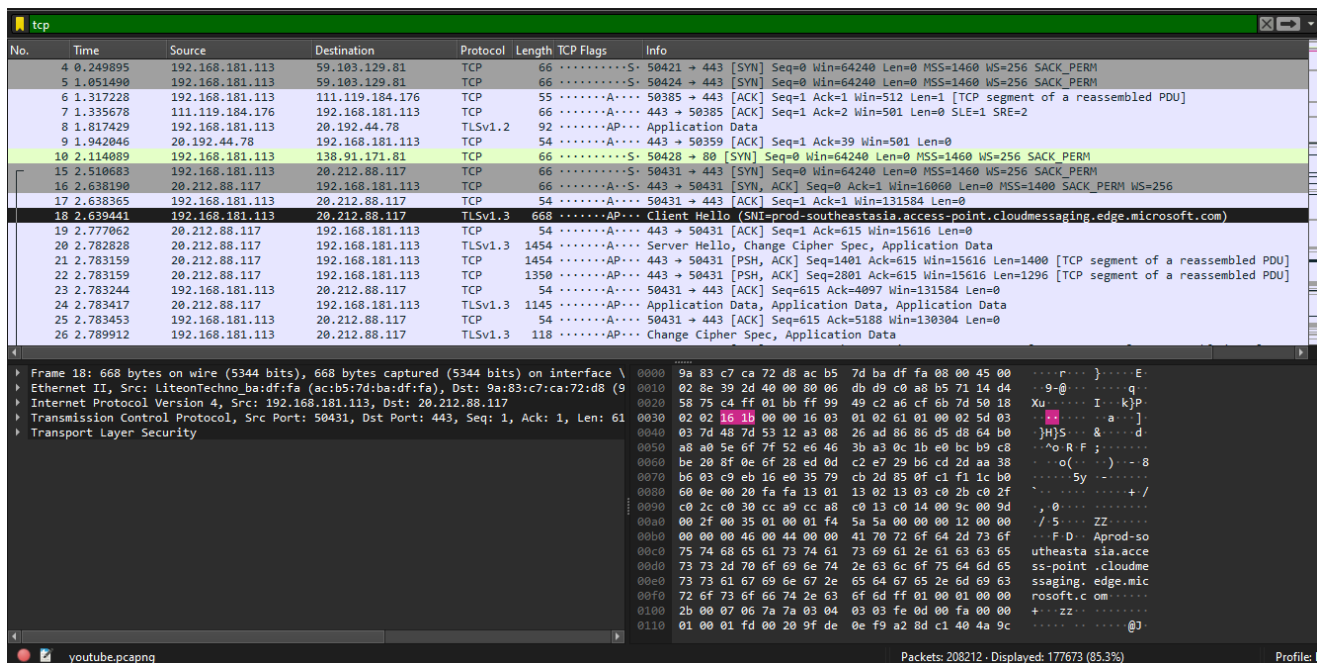 tcp
No. Time Source Destination Protocol Length TCP Flags Info
4 0.249895 192.168.181.113 59.103.129.81 TCP 66 ··········S· 50421 → 443 [SYN] Seq=0 Win=64240 Len=0 MSS=1460 WS=256 SACK_PERM
5 1.051490 192.168.181.113 59.103.129.81 TCP 66 ··········S· 50424 → 443 [SYN] Seq=0 Win=64240 Len=0 MSS=1460 WS=256 SACK_PERM
6 1.317228 192.168.181.113 111.119.184.176 TCP 55 ·······A···· 50385 → 443 [ACK] Seq=1 Ack=1 Win=512 Len=1 [TCP segment of a reassembled PDU]
7 1.335678 111.119.184.176 192.168.181.113 TCP 66 ·······A···· 443 → 50385 [ACK] Seq=1 Ack=2 Win=501 Len=0 SLE=1 SRE=2
8 1.817429 192.168.181.113 20.192.44.78 TLSv1.2 92 ·······AP··· Application Data
9 1.942046 20.192.44.78 192.168.181.113 TCP 54 ·······A···· 443 → 50359 [ACK] Seq=1 Ack=39 Win=501 Len=0
10 2.114089 192.168.181.113 138.91.171.81 TCP 66 ··········S· 50428 → 80 [SYN] Seq=0 Win=64240 Len=0 MSS=1460 WS=256 SACK_PERM
15 2.510683 192.168.181.113 20.212.88.117 TCP 66 ··········S· 50431 → 443 [SYN] Seq=0 Win=64240 Len=0 MSS=1460 WS=256 SACK_PERM
16 2.638190 20.212.88.117 192.168.181.113 TCP 66 ·······A··S· 443 → 50431 [SYN, ACK] Seq=0 Ack=1 Win=16060 Len=0 MSS=1400 SACK_PERM WS=256
17 2.638365 192.168.181.113 20.212.88.117 TCP 54 ·······A···· 50431 → 443 [ACK] Seq=1 Ack=1 Win=131584 Len=0
18 2.639441 192.168.181.113 20.212.88.117 TLSv1.3 668 ·······AP··· Client Hello (SNI=prod-southeastasia.access-point.cloudmessaging.edge.microsoft.com)
19 2.777062 20.212.88.117 192.168.181.113 TCP 54 ·······A···· 443 → 50431 [ACK] Seq=1 Ack=615 Win=15616 Len=0
20 2.782828 20.212.88.117 192.168.181.113 TLSv1.3 1454 ·······AP··· Server Hello, Change Cipher Spec, Application Data
21 2.783159 20.212.88.117 192.168.181.113 TCP 1454 ·······AP··· 443 → 50431 [PSH, ACK] Seq=1401 Ack=615 Win=15616 Len=1400 [TCP segment of a reassembled PDU]
22 2.783159 20.212.88.117 192.168.181.113 TCP 1350 ·······AP··· 443 → 50431 [PSH, ACK] Seq=2801 Ack=615 Win=15616 Len=1296 [TCP segment of a reassembled PDU]
23 2.783244 192.168.181.113 20.212.88.117 TCP 54 ·······A···· 50431 → 443 [ACK] Seq=615 Ack=4097 Win=131584 Len=0
24 2.783417 20.212.88.117 192.168.181.113 TLSv1.3 1145 ·······AP··· Application Data, Application Data, Application Data
25 2.783453 192.168.181.113 20.212.88.117 TCP 54 ·······A···· 50431 → 443 [ACK] Seq=615 Ack=5188 Win=130304 Len=0
26 2.789912 192.168.181.113 20.212.88.117 TLSv1.3 118 ·······AP··· Change Cipher Spec, Application Data
Frame 18: 668 bytes on wire (5344 bits), 668 bytes captured (5344 bits) on interface \
Ethernet II, Src: LiteonTechno_ba:df:fa (ac:b5:7d:ba:df:fa), Dst: 9a:83:c7:ca:72:d8 (9
Internet Protocol Version 4, Src: 192.168.181.113, Dst: 20.212.88.117
Transmission Control Protocol, Src Port: 50431, Dst Port: 443, Seq: 1, Ack: 1, Len: 61
Transport Layer Security
0000 9a 83 c7 ca 72 d8 ac b5 7d ba df fa 08 00 45 00 ····r··· }·····E·
0010 02 8e 39 2d 40 00 80 06 db d9 c0 a8 b5 71 14 d4 ··9-@··· ·····q··
0020 58 75 c4 ff 01 bb ff 99 49 c2 a6 cf 6b 7d 50 18 Xu······ I···k}P·
0030 02 02 16 1b 00 00 16 03 01 02 61 01 00 02 5d 03 ········ ··a···]·
0040 03 7d 48 7d 53 12 a3 08 26 ad 86 86 d5 d8 64 b0 ·}H}S··· &·····d·
0050 a8 a0 5e 6f 7f 52 e6 46 3b a3 0c 1b e0 bc b9 c8 ··^o·R·F ;·······
0060 be 20 8f 0e 6f 28 ed 0d c2 e7 29 b6 cd 2d aa 38 · ··o(·· ··)··-·8
0070 b6 03 c9 eb 16 e0 35 79 cb 2d 85 0f c1 f1 1c b0 ······5y ·-······
0080 60 0e 00 20 fa fa 13 01 13 02 13 03 c0 2b c0 2f `·· ···· ·····+·/
0090 c0 2c c0 30 cc a9 cc a8 c0 13 c0 14 00 9c 00 9d ·,·0···· ········
00a0 00 2f 00 35 01 00 01 f4 5a 5a 00 00 00 12 00 00 ·/·5···· ZZ······
00b0 00 00 00 46 00 44 00 00 41 70 72 6f 64 2d 73 6f ···F·D·· Aprod-so
00c0 75 74 68 65 61 73 74 61 73 69 61 2e 61 63 63 65 utheasta sia.acce
00d0 73 73 2d 70 6f 69 6e 74 2e 63 6c 6f 75 64 6d 65 ss-point .cloudme
00e0 73 73 61 67 69 6e 67 2e 65 64 67 65 2e 6d 69 63 ssaging. edge.mic
00f0 72 6f 73 6f 66 74 2e 63 6f 6d ff 01 00 01 00 00 rosoft.c om······
0100 2b 00 07 06 7a 7a 03 04 03 03 fe 0d 00 fa 00 00 +···zz·· ········
0110 01 00 01 fd 00 20 9f de 0e f9 a2 8d c1 40 4a 9c ····· ·· ·····@J·
youtube.pcapng Packets: 208212 · Displayed: 177673 (85.3%) Profile: